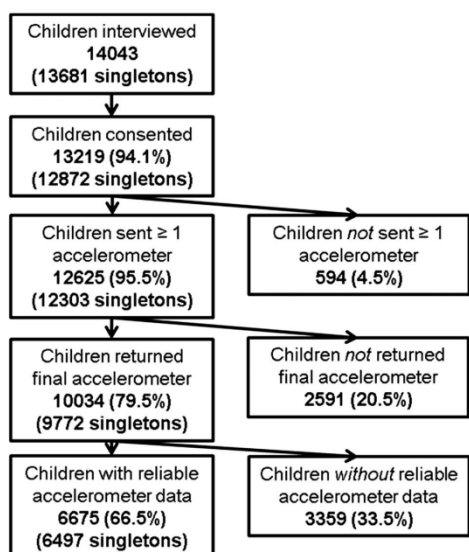 Children interviewed
14043
(13681 singletons)
Children consented
13219 (94.1%)
(12872 singletons)
Children sent ≥ 1
accelerometer
12625 (95.5%)
(12303 singletons)
Children not sent ≥ 1
accelerometer
594 (4.5%)
Children returned
final accelerometer
10034 (79.5%)
(9772 singletons)
Children not returned
final accelerometer
2591 (20.5%)
Children with reliable
accelerometer data
6675 (66.5%)
(6497 singletons)
Children without reliable
accelerometer data
3359 (33.5%)